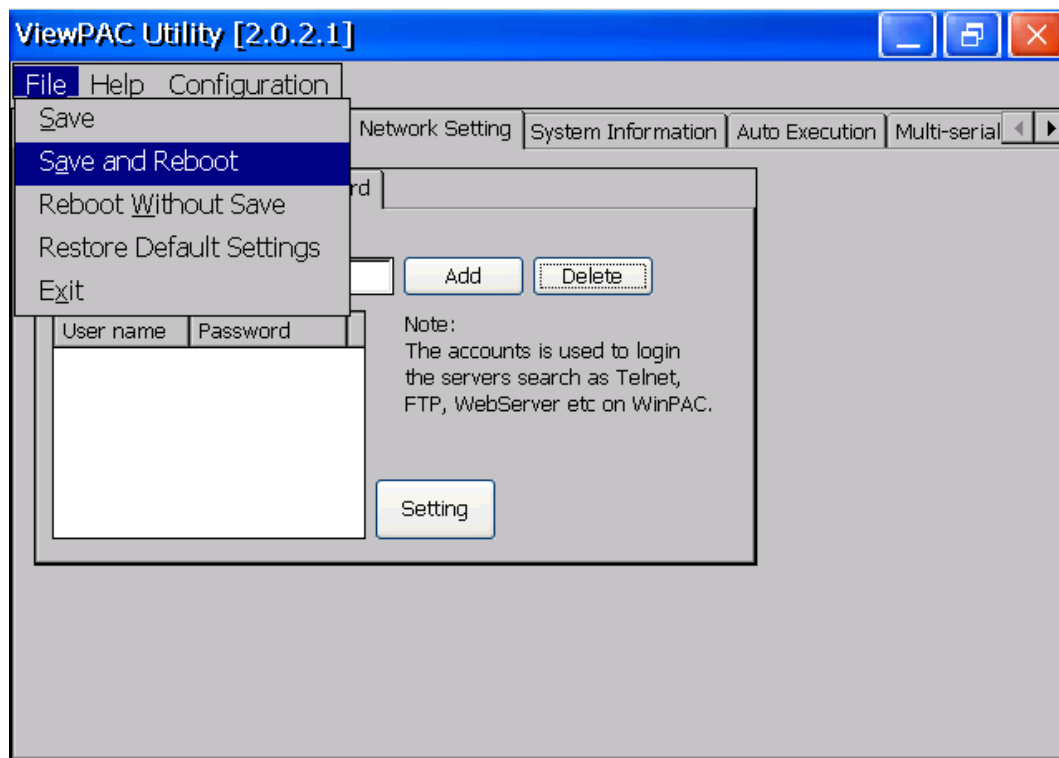 ViewPAC Utility [2.0.2.1]
File Help Configuration
Save
Save and Reboot
Reboot Without Save
Restore Default Settings
Exit
Network Setting System Information Auto Execution Multi-serial
rd
Add Delete
User name Password
Note:
The accounts is used to login
the servers search as Telnet,
FTP, WebServer etc on WinPAC.
Setting